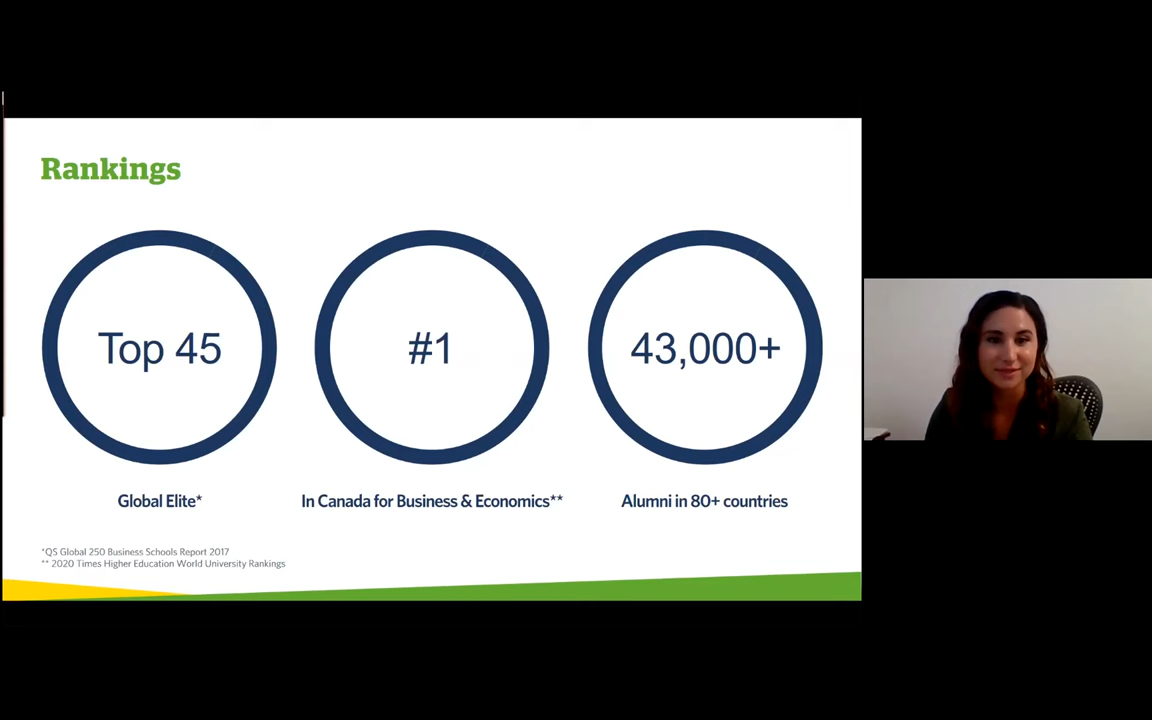 Rankings
Top 45
#1
43,000+
Global Elite*
In Canada for Business & Economics**
Alumni in 80+ countries
*QS Global 250 Business Schools Report 2017
** 2020 Times Higher Education World University Rankings